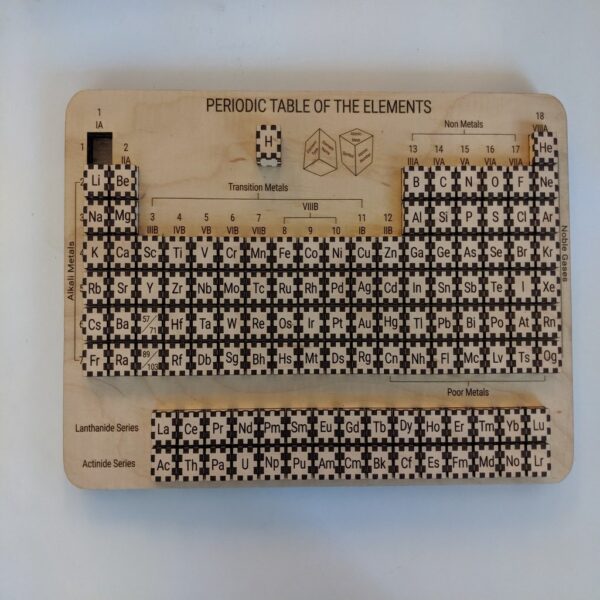 PERIODIC TABLE OF THE ELEMENTS
1 18
IA VIIIA
H
Non Metals
1 2 13 14 15 16 17 He
IIA IIIA IVA VA VIA VIIA
2 Li Be B C N O F Ne
Transition Metals
VIIIB
3 4 5 6 7 8 9 10 11 12
IIIB IVB VB VIB VIIB IB IIB
3 Na Mg Al Si P S Cl Ar
4 K Ca Sc Ti V Cr Mn Fe Co Ni Cu Zn Ga Ge As Se Br Kr
5 Rb Sr Y Zr Nb Mo Tc Ru Rh Pd Ag Cd In Sn Sb Te I Xe
6 Cs Ba 57/71 Hf Ta W Re Os Ir Pt Au Hg Tl Pb Bi Po At Rn
7 Fr Ra 89/103 Rf Db Sg Bh Hs Mt Ds Rg Cn Nh Fl Mc Lv Ts Og
Alkali Metals
Noble Gases
Poor Metals
Lanthanide Series La Ce Pr Nd Pm Sm Eu Gd Tb Dy Ho Er Tm Yb Lu
Actinide Series Ac Th Pa U Np Pu Am Cm Bk Cf Es Fm Md No Lr